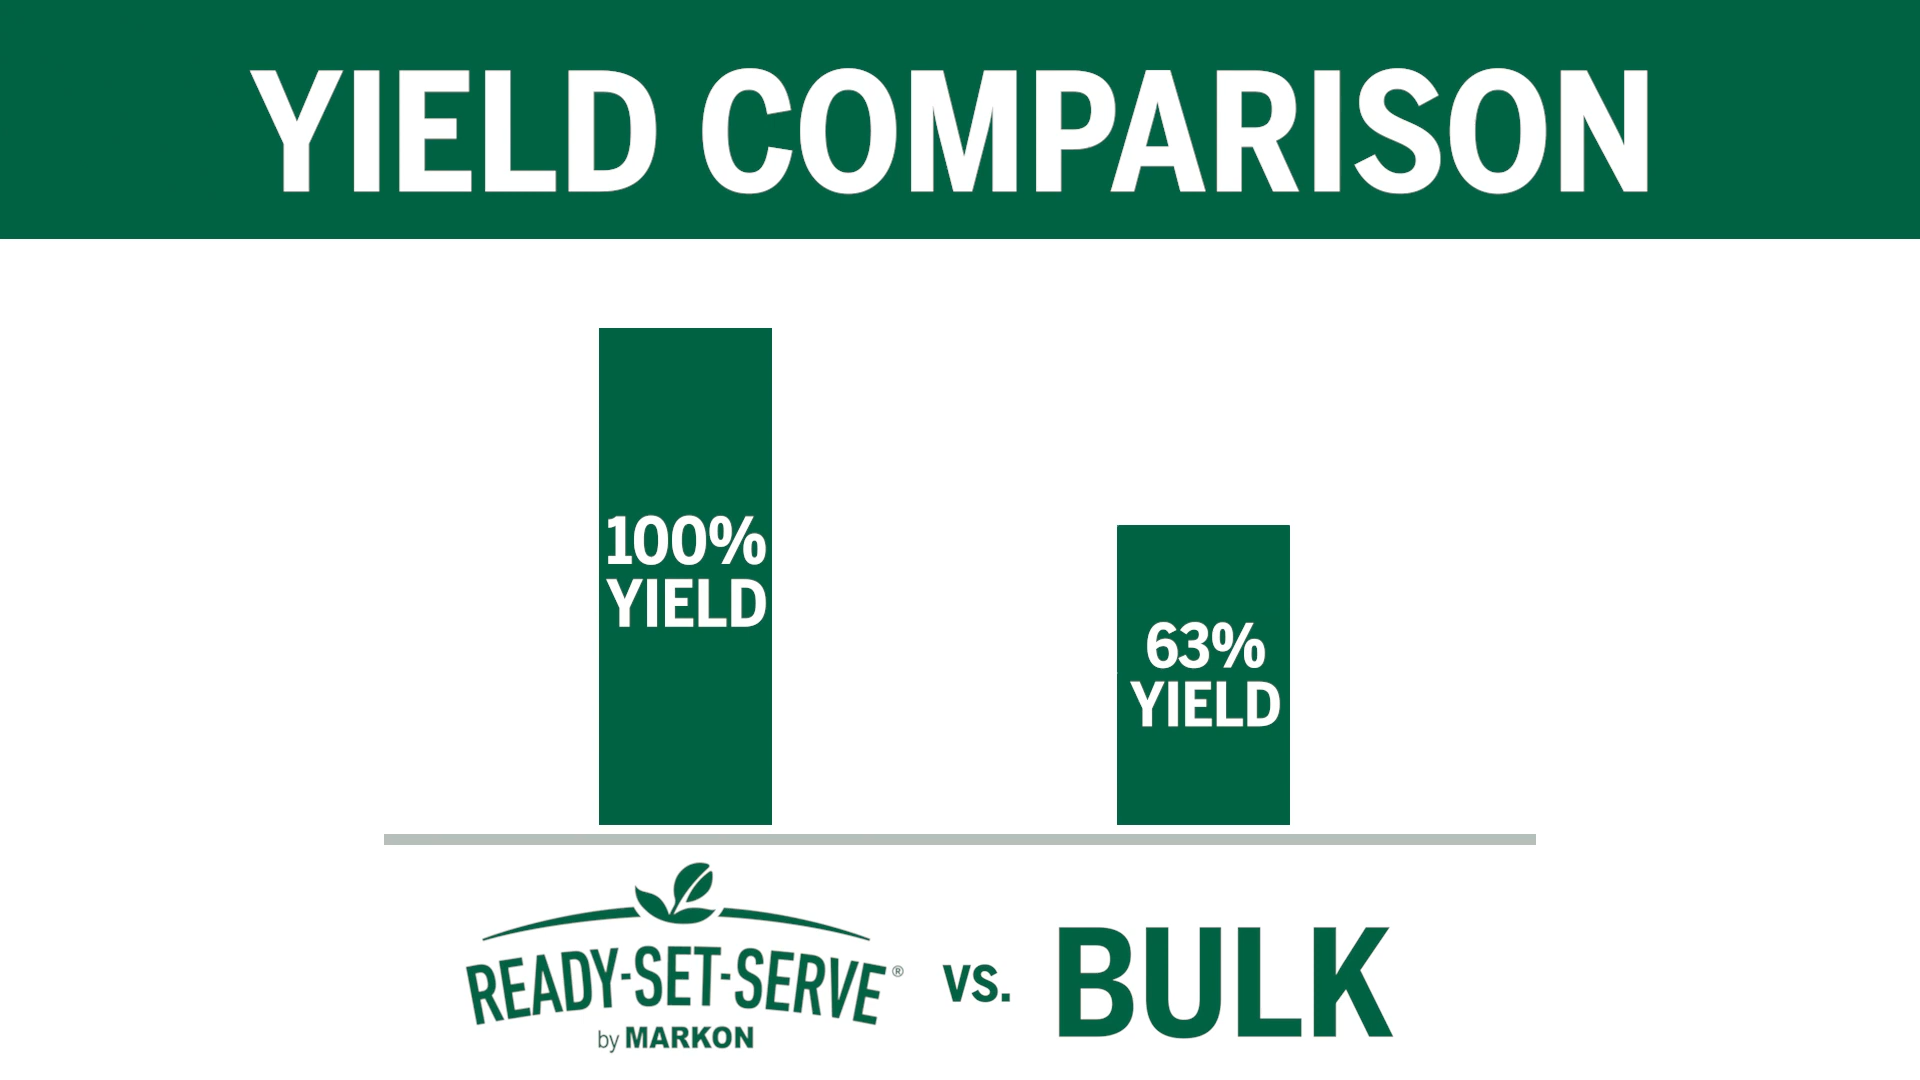 YIELD COMPARISON
100%
YIELD
63%
YIELD
READY-SET-SERVE®
by MARKON
vs.
BULK